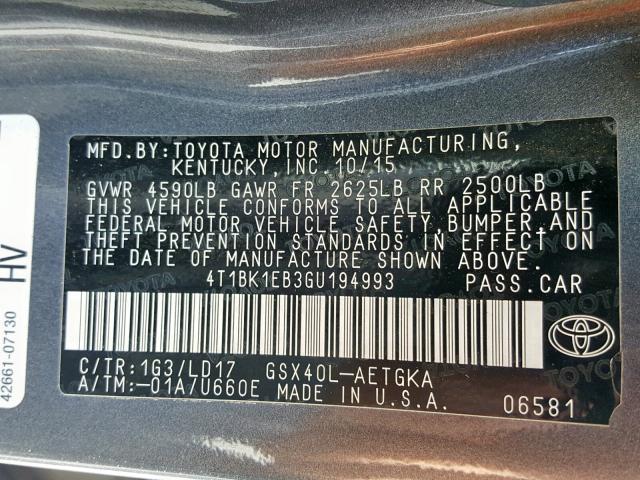 MFD.BY:TOYOTA MOTOR MANUFACTURING,
KENTUCKY,INC. 10/15
GVWR 4590LB GAWR FR 2625LB RR 2500LB
THIS VEHICLE CONFORMS TO ALL APPLICABLE
FEDERAL MOTOR VEHICLE SAFETY,BUMPER,AND
THEFT PREVENTION STANDARDS IN EFFECT ON
THE DATE OF MANUFACTURE SHOWN ABOVE.
4T1BK1EB3GU194993 PASS.CAR
C/TR:1G3/LD17 GSX40L-AETGKA
A/TM:-01A/U660E MADE IN U.S.A. 06581
TOYOTA
HV
42661-07130